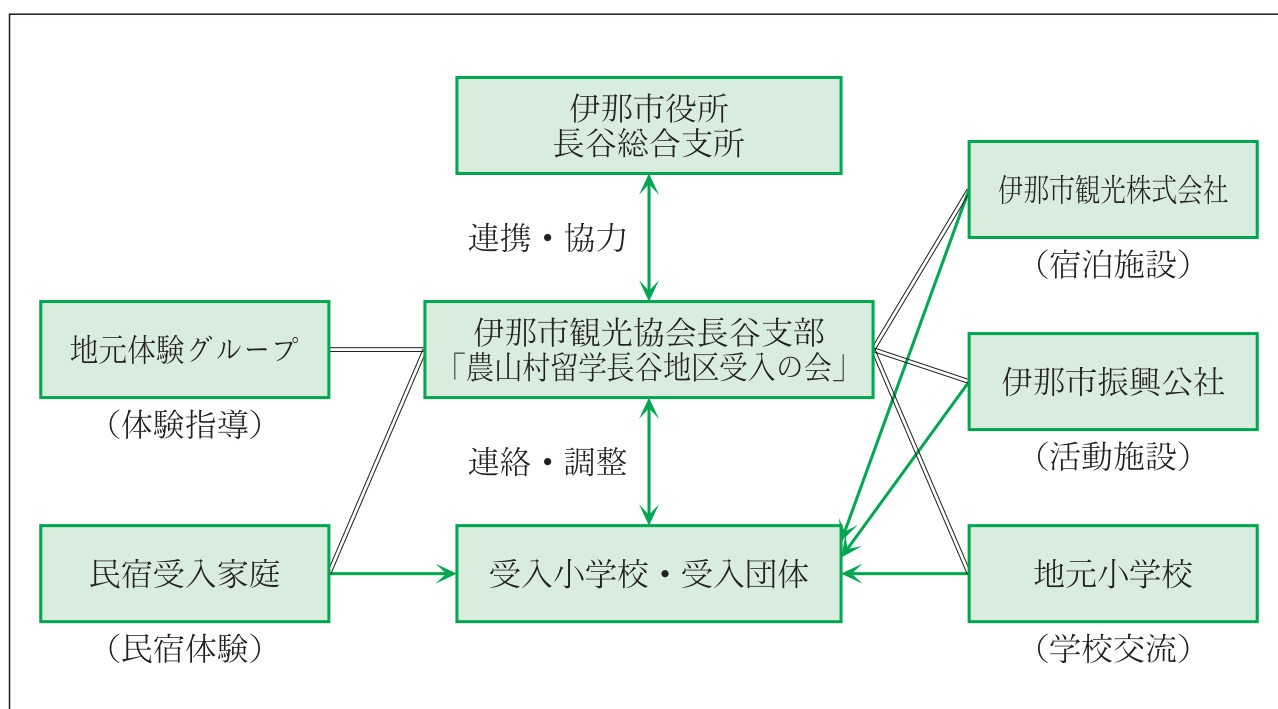 伊那市役所
長谷総合支所
伊那市観光株式会社
（宿泊施設）
連携・協力
地元体験グループ
（体験指導）
伊那市観光協会長谷支部
「農山村留学長谷地区受入の会」
伊那市振興公社
（活動施設）
連絡・調整
民宿受入家庭
（民宿体験）
受入小学校・受入団体
地元小学校
（学校交流）